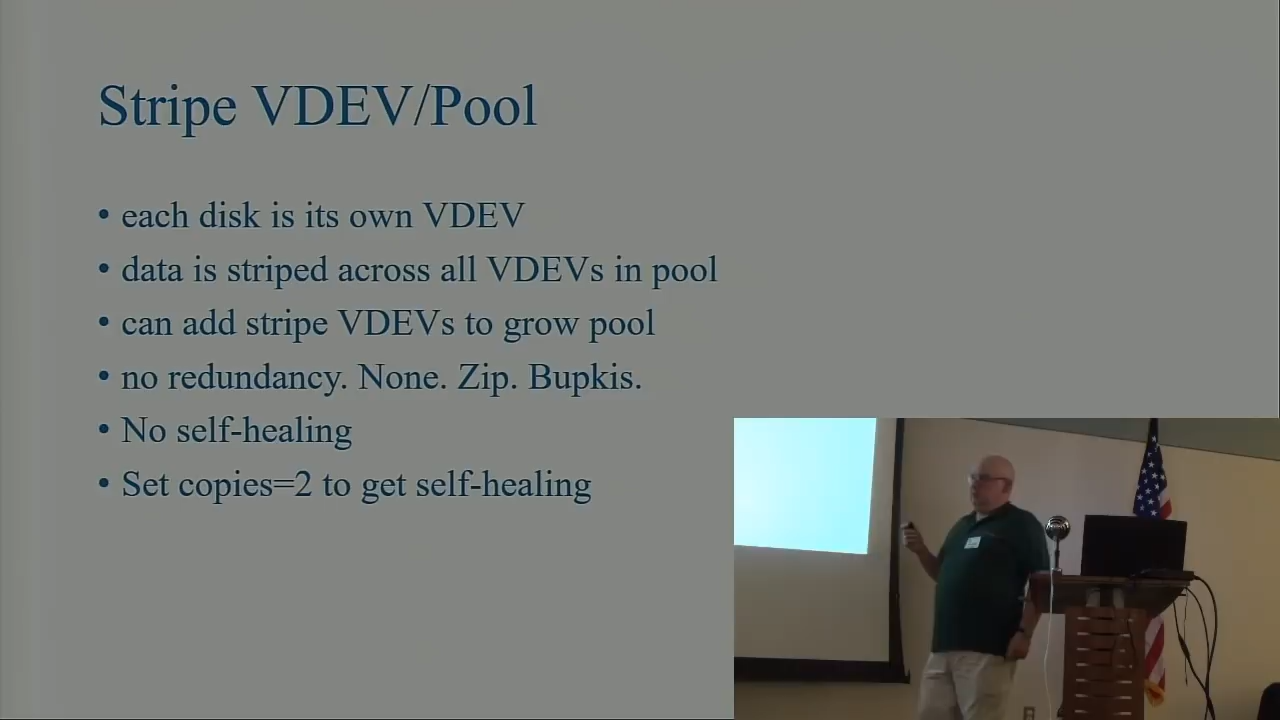 Stripe VDEV/Pool
• each disk is its own VDEV
• data is striped across all VDEVs in pool
• can add stripe VDEVs to grow pool
• no redundancy. None. Zip. Bupkis.
• No self-healing
• Set copies=2 to get self-healing